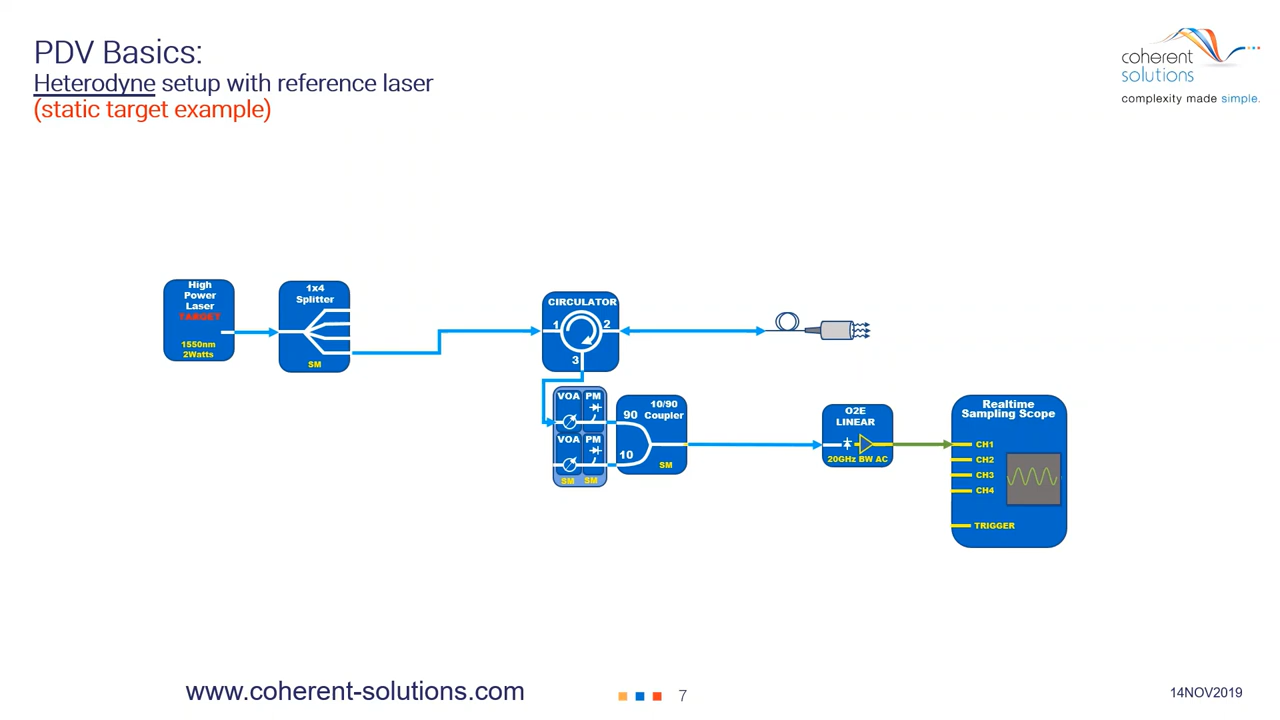 PDV Basics:
Heterodyne setup with reference laser
(static target example)
coherent
solutions
complexity made simple.
High
Power
Laser
TARGET
1550nm
2Watts
1x4
Splitter
SM
CIRCULATOR
1
2
3
VOA
PM
VOA
PM
SM
SM
90
10
10/90
Coupler
SM
O2E
LINEAR
20GHz BW AC
Realtime
Sampling Scope
CH1
CH2
CH3
CH4
TRIGGER
www.coherent-solutions.com
7
14NOV2019